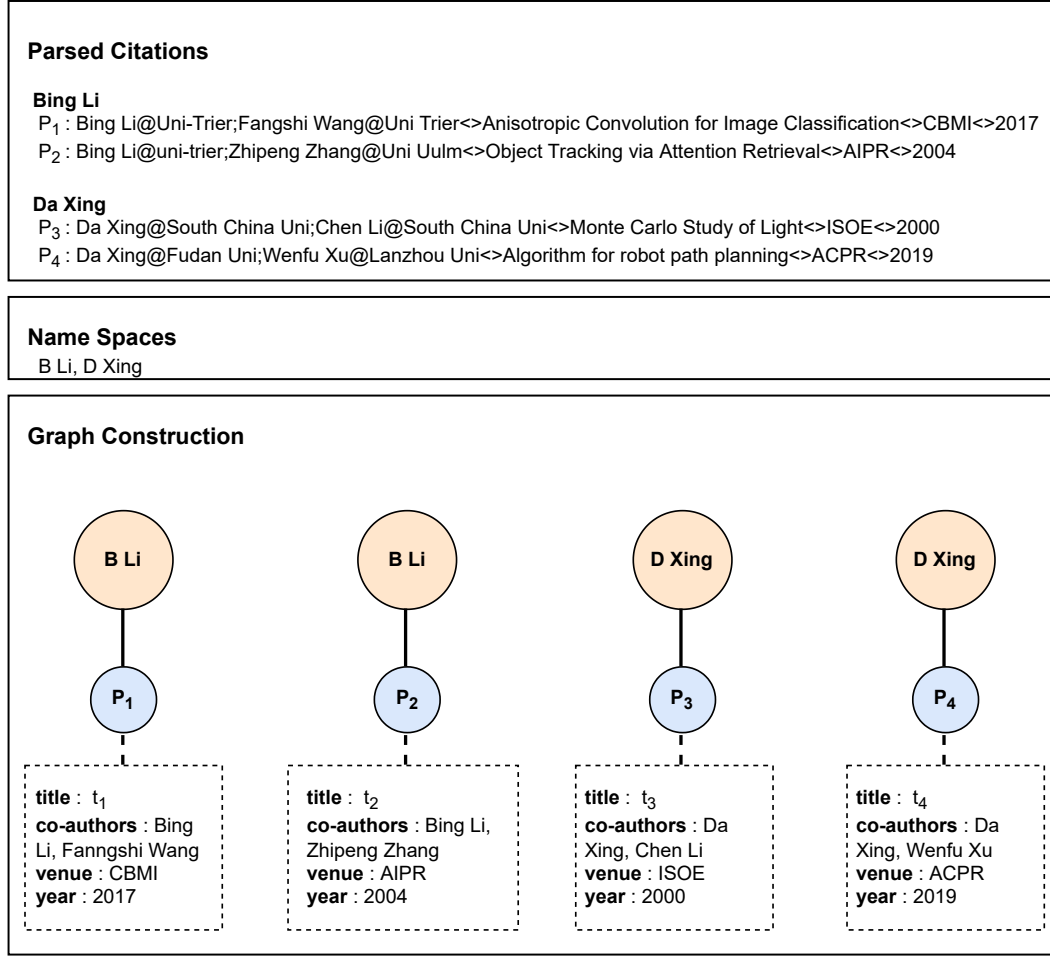 Parsed Citations
Bing Li
P1 : Bing Li@Uni-Trier;Fangshi Wang@Uni Trier<>Anisotropic Convolution for Image Classification<>CBMI<>2017
P2 : Bing Li@uni-trier;Zhipeng Zhang@Uni Uulm<>Object Tracking via Attention Retrieval<>AIPR<>2004
Da Xing
P3 : Da Xing@South China Uni;Chen Li@South China Uni<>Monte Carlo Study of Light<>ISOE<>2000
P4 : Da Xing@Fudan Uni;Wenfu Xu@Lanzhou Uni<>Algorithm for robot path planning<>ACPR<>2019
Name Spaces
B Li, D Xing
Graph Construction
B Li
B Li
D Xing
D Xing
P1
P2
P3
P4
title : t1
co-authors : Bing
Li, Fanngshi Wang
venue : CBMI
year : 2017
title : t2
co-authors : Bing Li,
Zhipeng Zhang
venue : AIPR
year : 2004
title : t3
co-authors : Da
Xing, Chen Li
venue : ISOE
year : 2000
title : t4
co-authors : Da
Xing, Wenfu Xu
venue : ACPR
year : 2019